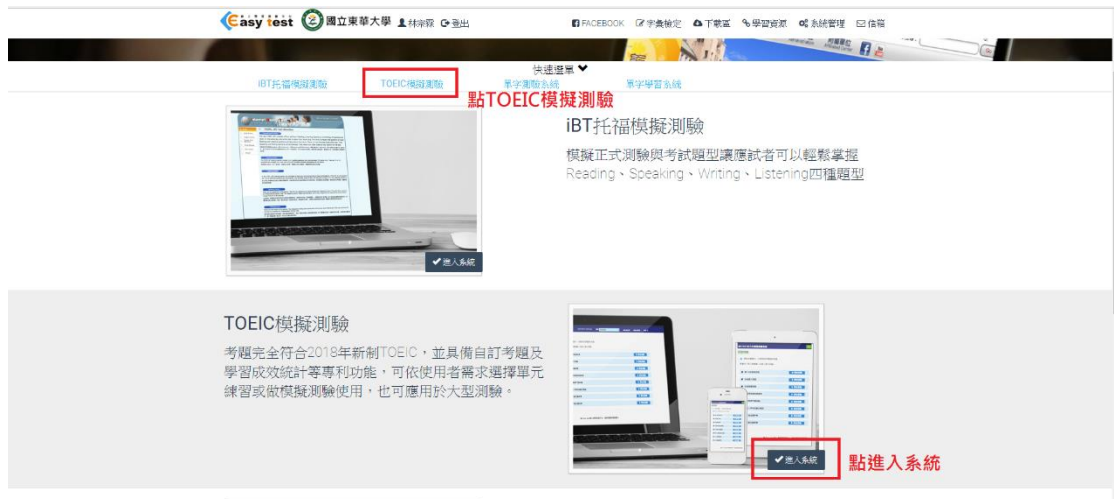 Easy test 國立東華大學 登出
FACEBOOK 字彙檢定 下載區 學習資源 系統管理 信箱
快速選單
iBT托福模擬測驗 TOEIC模擬測驗 單字測驗系統 單字學習系統
點TOEIC模擬測驗
iBT托福模擬測驗
模擬正式測驗與考試題型讓應試者可以輕鬆掌握
Reading、Speaking、Writing、Listening四種題型
進入系統
TOEIC模擬測驗
考題完全符合2018年新制TOEIC，並具備自訂考題及
學習成效統計等專利功能，可依使用者需求選擇單元
練習或做模擬測驗使用，也可應用於大型測驗。
進入系統
點進入系統